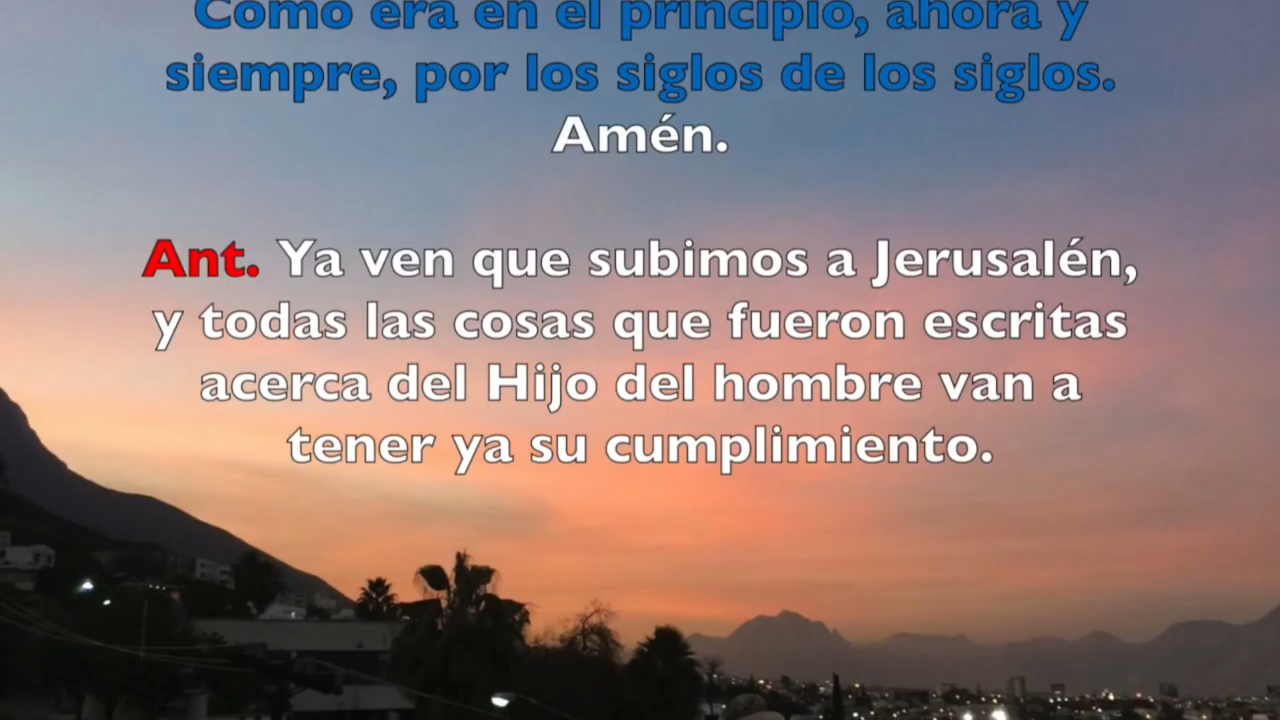 Como era en el principio, ahora y
siempre, por los siglos de los siglos.
Amén.
Ant. Ya ven que subimos a Jerusalén,
y todas las cosas que fueron escritas
acerca del Hijo del hombre van a
tener ya su cumplimiento.